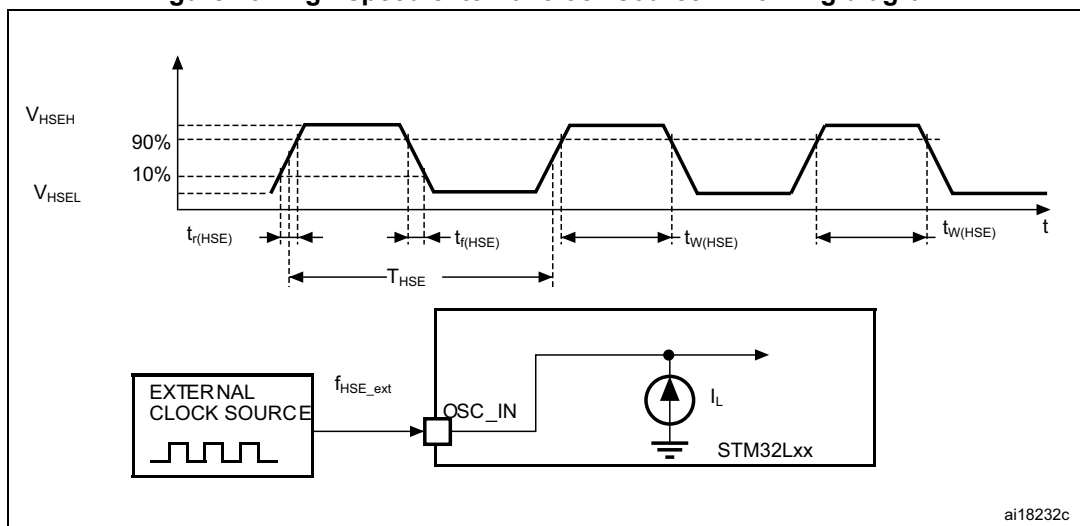 V_HSEH
90%
10%
V_HSEL
t_r(HSE)
t_f(HSE)
t_W(HSE)
t_W(HSE)
t
T_HSE
EXTERNAL
CLOCK SOURCE
f_HSE_ext
OSC_IN
I_L
STM32Lxx
ai18232c